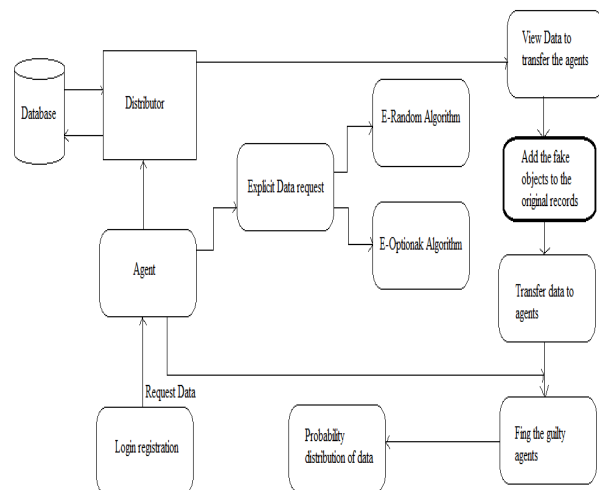 View Data to
transfer the agents
Database
Distributor
E-Random Algorithm
Add the fake
objects to the
original records
Explicit Data request
E-Optionak Algorithm
Agent
Transfer data to
agents
Request Data
Login registration
Probability
distribution of data
Fing the guilty
agents